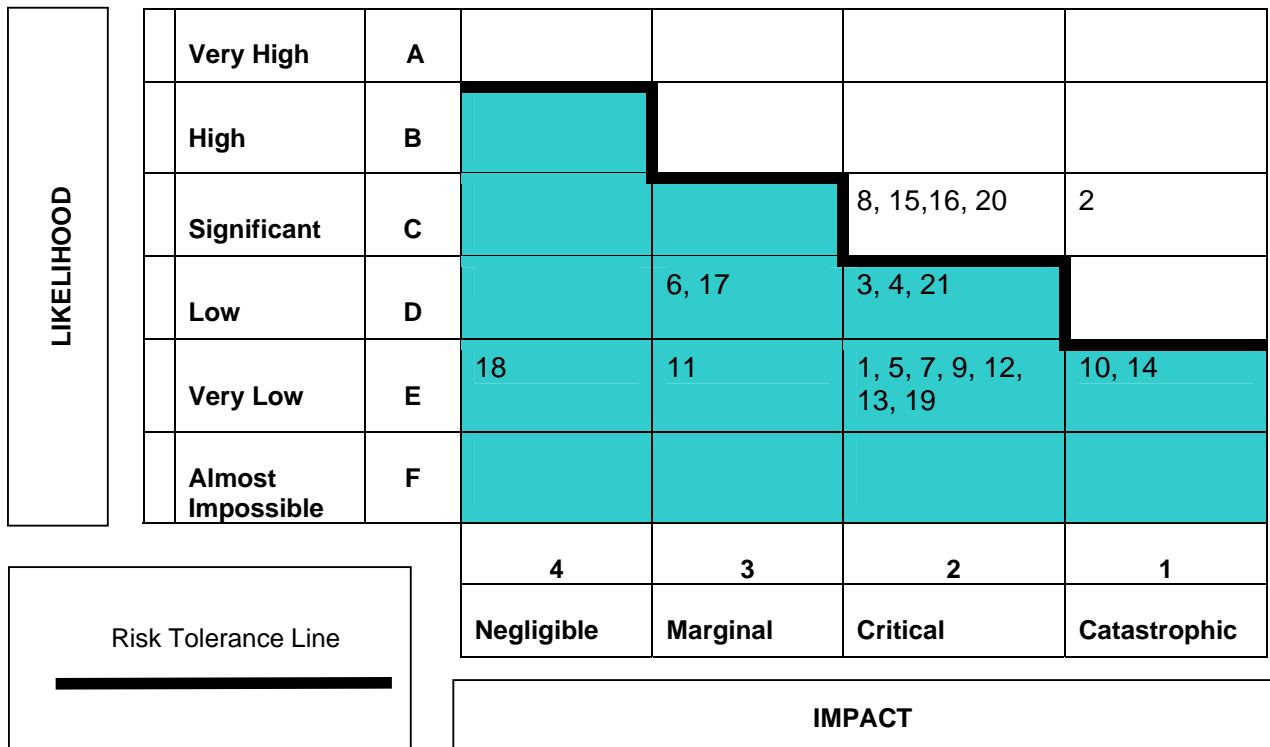 LIKELIHOOD
Very High A
High B
Significant C 8, 15,16, 20 2
Low D 6, 17 3, 4, 21
Very Low E 18 11 1, 5, 7, 9, 12, 10, 14
13, 19
Almost F
Impossible
4 3 2 1
Negligible Marginal Critical Catastrophic
Risk Tolerance Line
IMPACT